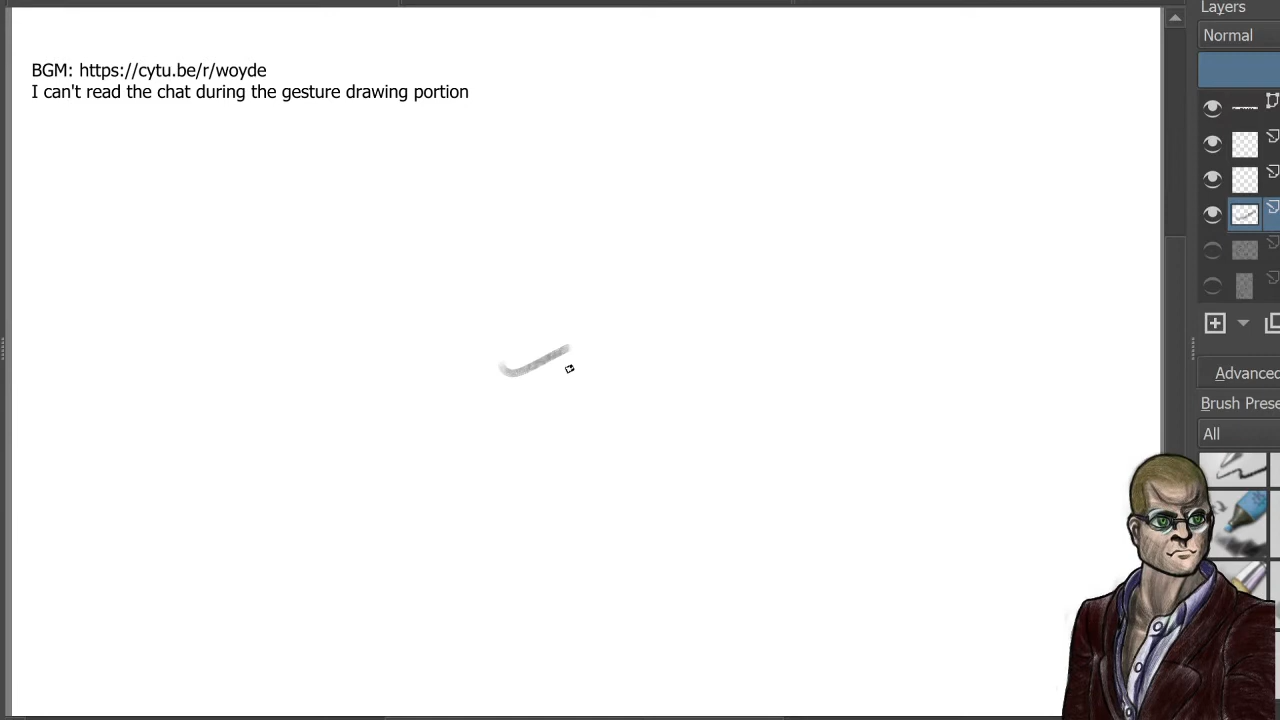 Layers
Normal
BGM: https://cytu.be/r/woyde
I can't read the chat during the gesture drawing portion
Advanced
Brush Prese
All